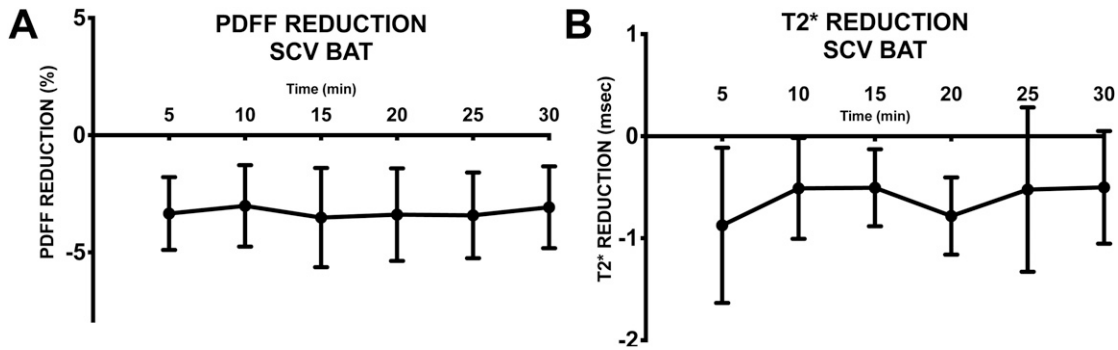 A
PDFF REDUCTION
SCV BAT
PDFF REDUCTION (%)
5
0
-5
Time (min)
5 10 15 20 25 30
B
T2* REDUCTION
SCV BAT
T2* REDUCTION (msec)
1
0
-1
-2
5 10 15 20 25 30
Time (min)